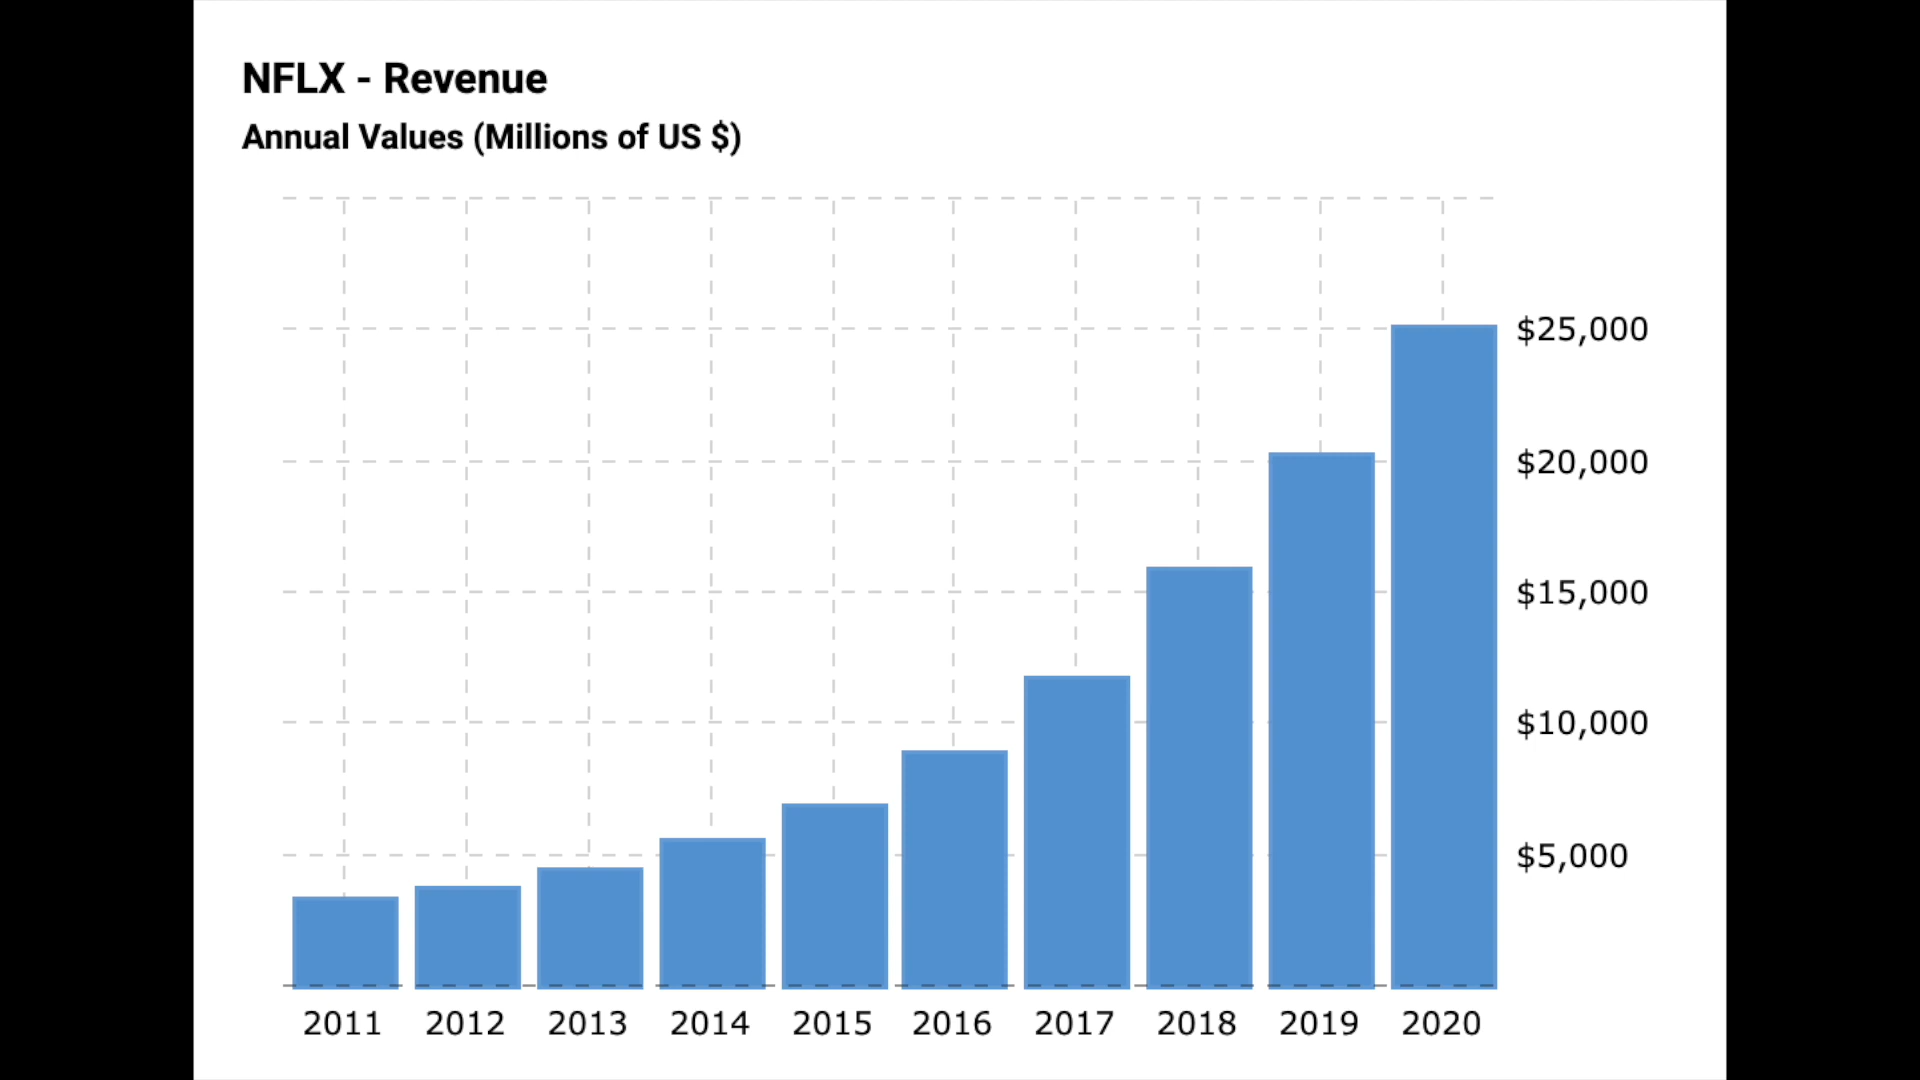 NFLX - Revenue
Annual Values (Millions of US $)
$25,000
$20,000
$15,000
$10,000
$5,000
2011 2012 2013 2014 2015 2016 2017 2018 2019 2020